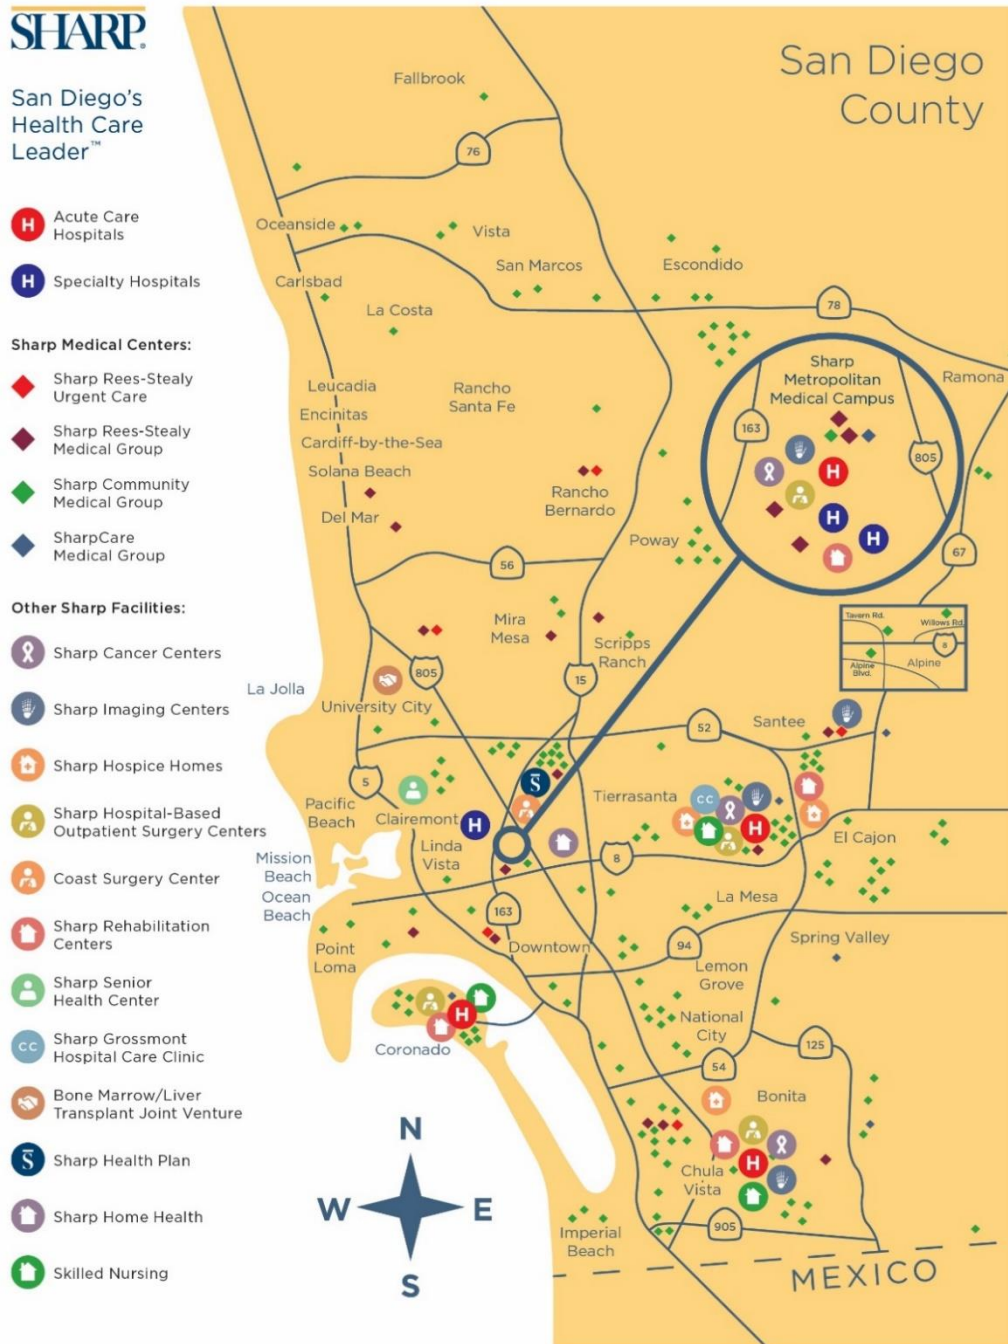 SHARP®
San Diego's
Health Care
Leader™
San Diego
County
Acute Care
Hospitals
Specialty Hospitals
Sharp Medical Centers:
Sharp Rees-Stealy
Urgent Care
Sharp Rees-Stealy
Medical Group
Sharp Community
Medical Group
SharpCare
Medical Group
Other Sharp Facilities:
Sharp Cancer Centers
Sharp Imaging Centers
Sharp Hospice Homes
Sharp Hospital-Based
Outpatient Surgery Centers
Coast Surgery Center
Sharp Rehabilitation
Centers
Sharp Senior
Health Center
CC
Sharp Grossmont
Hospital Care Clinic
Bone Marrow/Liver
Transplant Joint Venture
Sharp Health Plan
Sharp Home Health
Skilled Nursing
Fallbrook
76
Oceanside
Vista
San Marcos
Escondido
Carlsbad
La Costa
78
Leucadia
Encinitas
Rancho
Santa Fe
Cardiff-by-the-Sea
Solana Beach
Del Mar
Rancho
Bernardo
Poway
Ramona
Sharp
Metropolitan
Medical Campus
163
805
H
H
H
67
56
Mira
Mesa
Scripps
Ranch
15
805
La Jolla
University City
Tavern Rd.
Willows Rd.
8
Alpine
Alpine
Blvd.
52
Santee
5
Pacific
Beach
Clairemont
H
Linda
Vista
Tierrasanta
CC
H
El Cajon
8
Mission
Beach
Ocean
Beach
163
La Mesa
Point
Loma
Downtown
94
Spring Valley
Lemon
Grove
National
City
H
Coronado
54
125
Bonita
H
Chula
Vista
905
Imperial
Beach
MEXICO
N
W
E
S